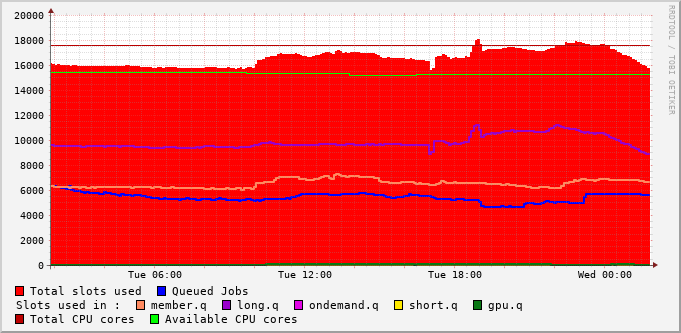 20000
18000
16000
14000
12000
10000
8000
6000
4000
2000
0
Tue 06:00 Tue 12:00 Tue 18:00 Wed 00:00
Total slots used Queued Jobs
Slots used in : member.q long.q ondemand.q short.q gpu.q
Total CPU cores Available CPU cores
RRDTOOL / TOBI OETIKER